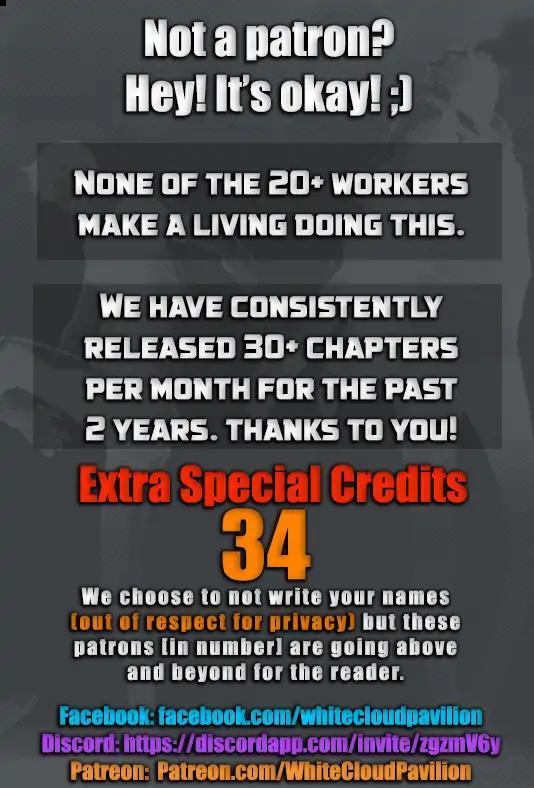 Not a patron?
Hey! It's okay! ;)
NONE OF THE 20+ WORKERS
MAKE A LIVING DOING THIS.
WE HAVE CONSISTENTLY
RELEASED 30+ CHAPTERS
PER MONTH FOR THE PAST
2 YEARS. THANKS TO YOU!
Extra Special Credits
34
We choose to not write your names
(out of respect for privacy) but these
patrons [in number] are going above
and beyond for the reader.
Facebook: facebook.com/whitecloudpavilion
Discord: https://discordapp.com/invite/zgzmV6y
Patreon: Patreon.com/WhiteCloudPavilion